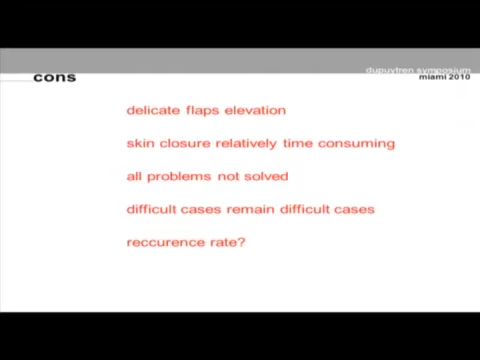 dupuytren symposium
cons
miami 2010
delicate flaps elevation
skin closure relatively time consuming
all problems not solved
difficult cases remain difficult cases
reccurence rate?